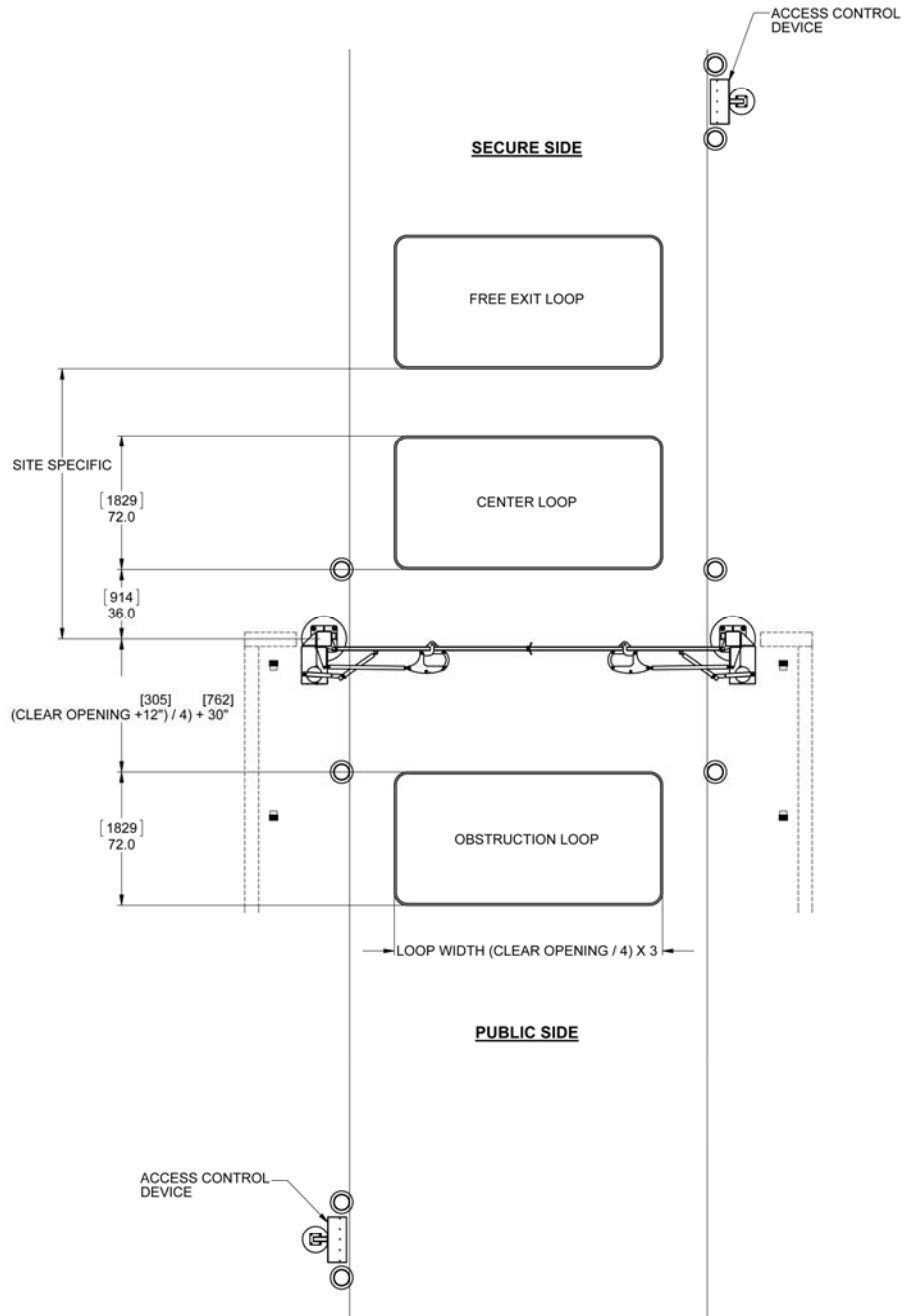 ACCESS CONTROL
DEVICE
SECURE SIDE
FREE EXIT LOOP
SITE SPECIFIC
[1829]
72.0
CENTER LOOP
[914]
36.0
[305] [762]
(CLEAR OPENING +12") / 4) + 30"
[1829]
72.0
OBSTRUCTION LOOP
LOOP WIDTH (CLEAR OPENING / 4) X 3
PUBLIC SIDE
ACCESS CONTROL
DEVICE